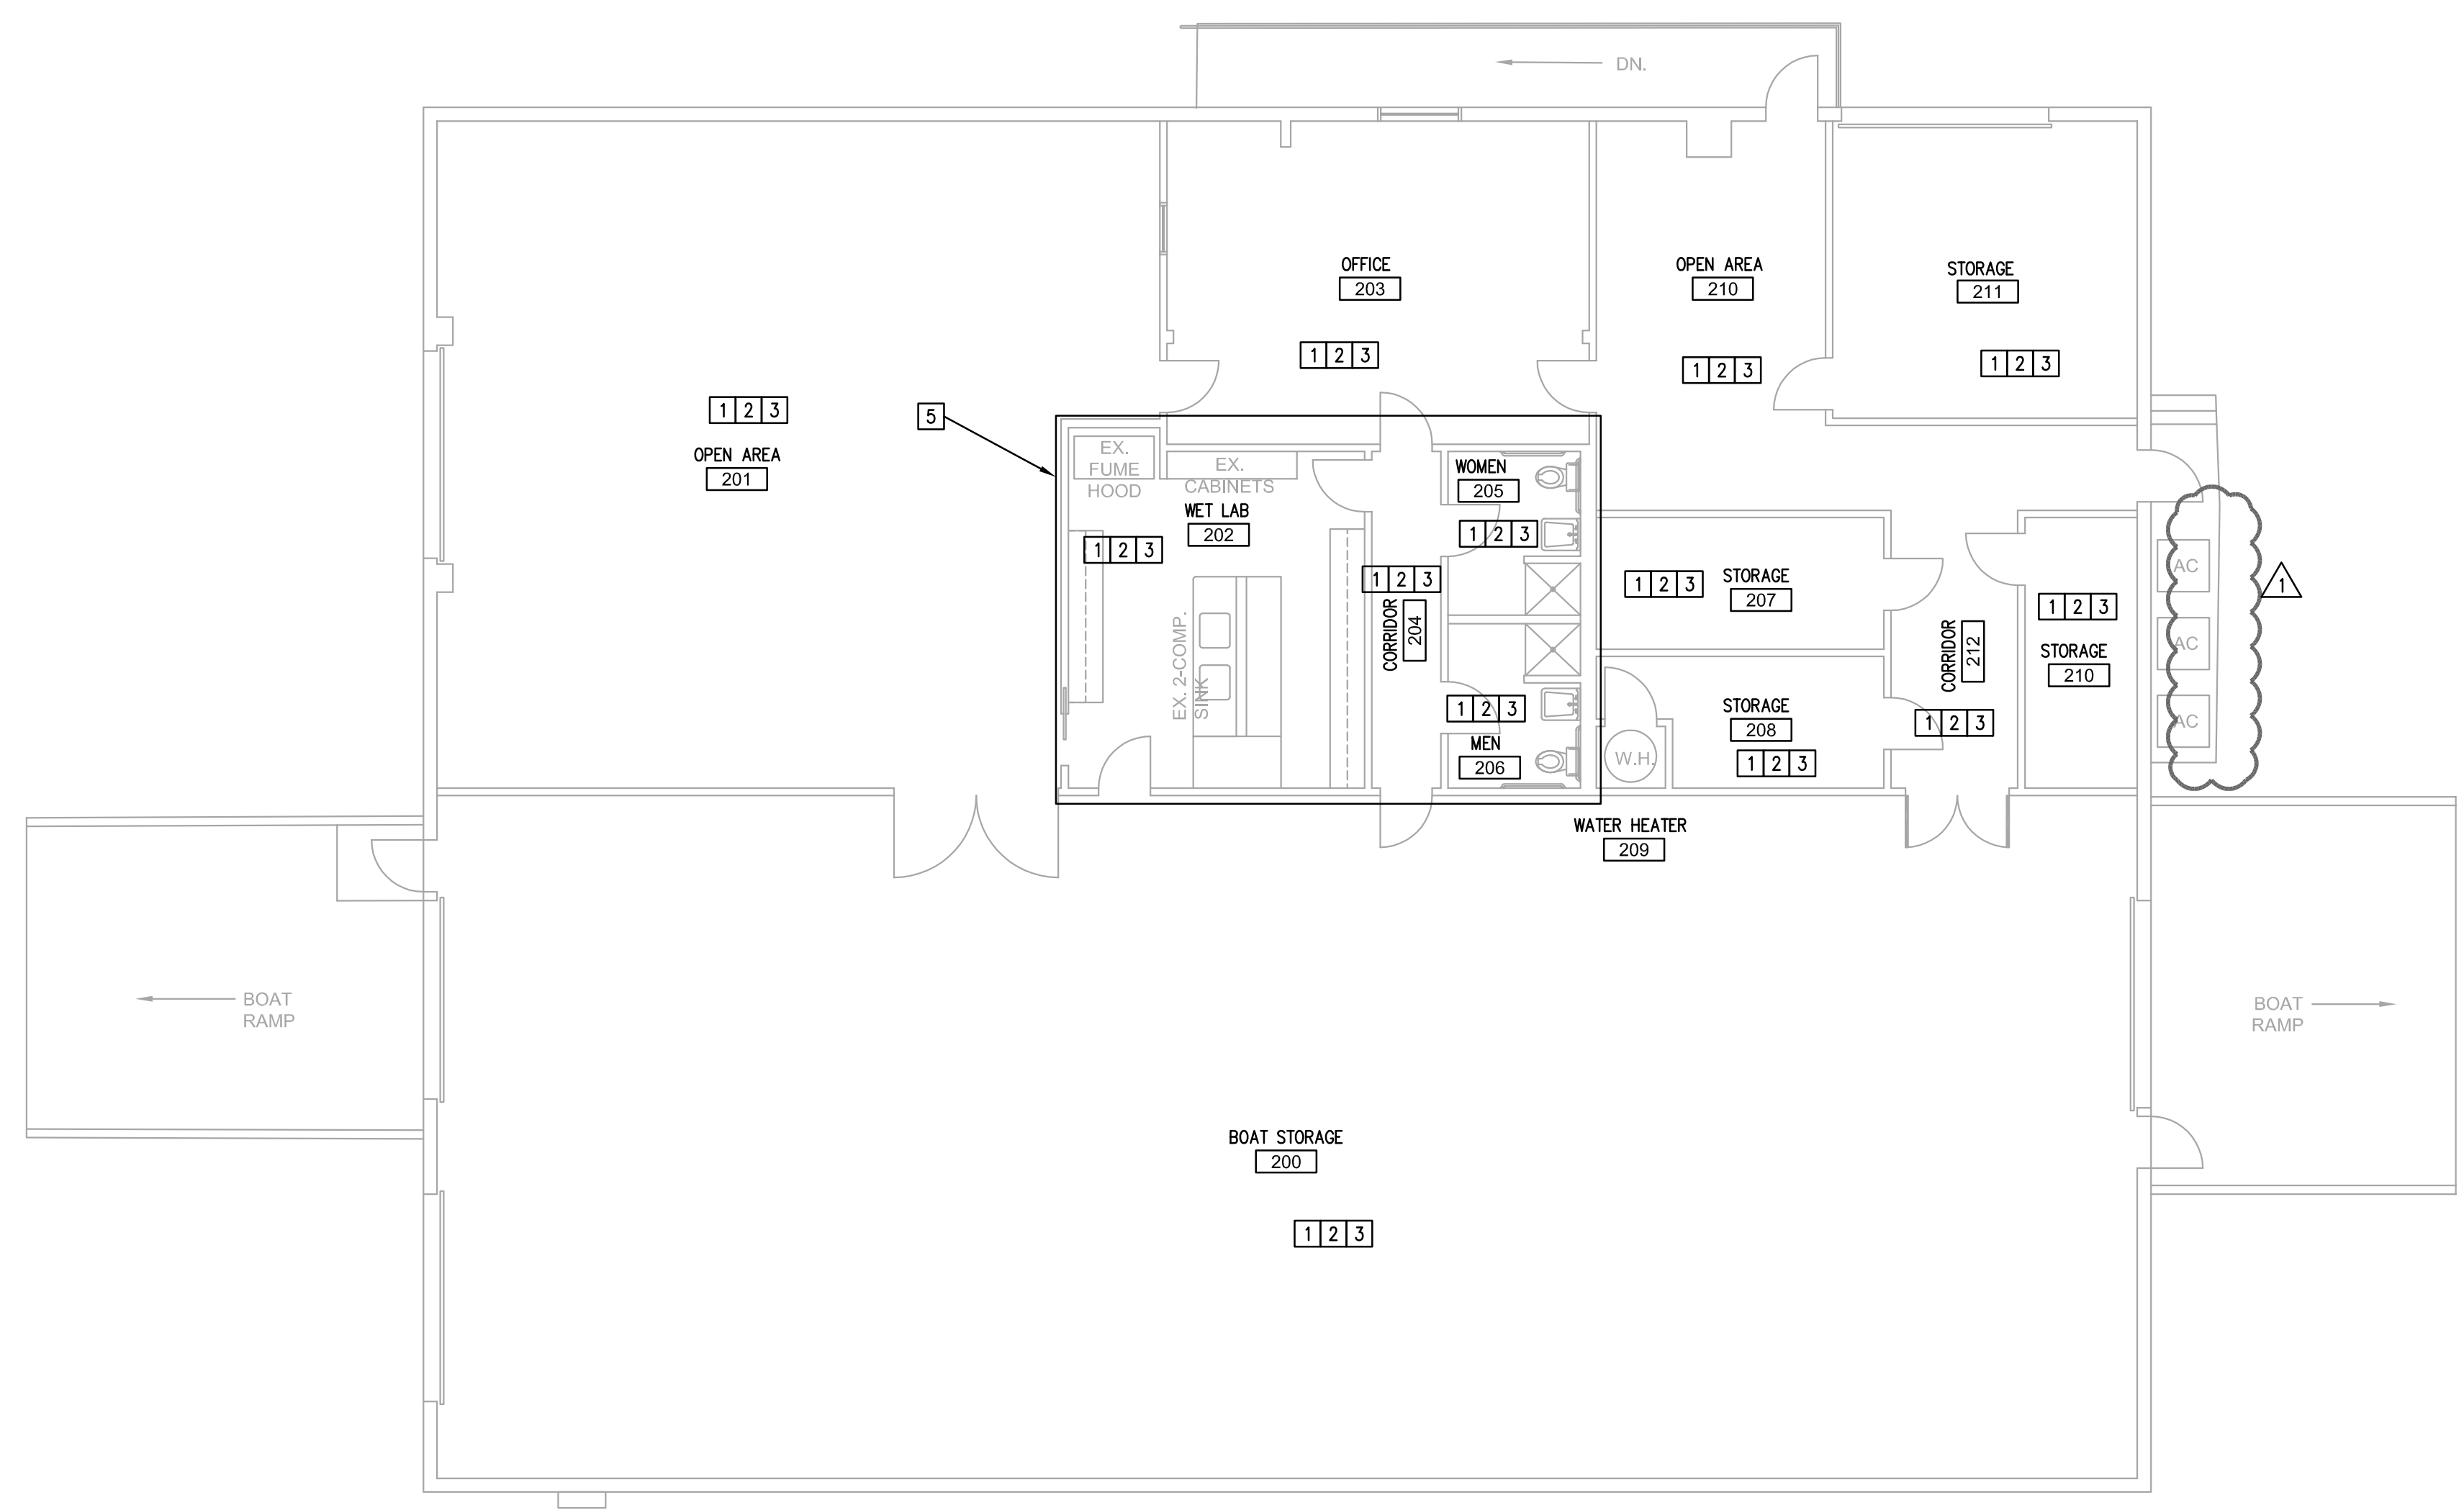 DN.
OFFICE
203
OPEN AREA
210
STORAGE
211
1 2 3
1 2 3
1 2 3
1 2 3
OPEN AREA
201
5
EX.
FUME
HOOD
EX.
CABINETS
WET LAB
202
1 2 3
WOMEN
205
1 2 3
1 2 3
CORRIDOR
204
EX. 2-COMP.
SINK
1 2 3
MEN
206
1 2 3
STORAGE
207
STORAGE
208
1 2 3
W.H.
CORRIDOR
212
1 2 3
1 2 3
STORAGE
210
AC
AC
AC
1
WATER HEATER
209
BOAT
RAMP
BOAT
RAMP
BOAT STORAGE
200
1 2 3